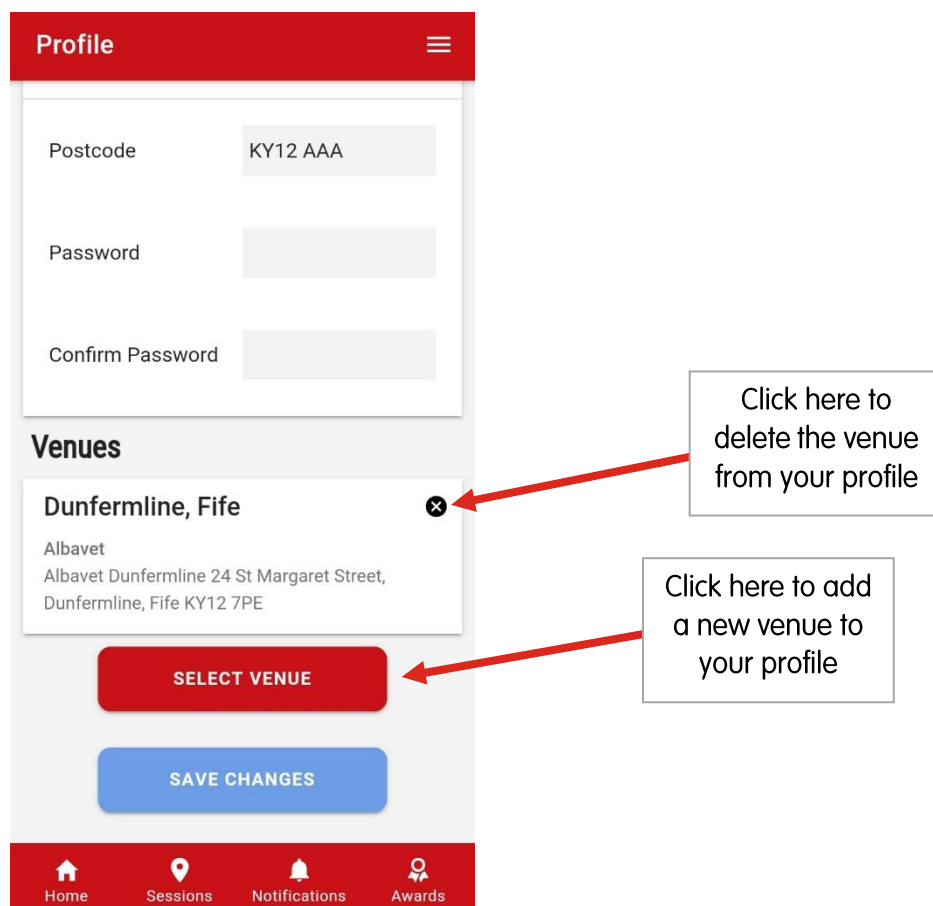 Profile
Postcode
KY12 AAA
Password
Confirm Password
Venues
Dunfermline, Fife
Albavet
Albavet Dunfermline 24 St Margaret Street,
Dunfermline, Fife KY12 7PE
SELECT VENUE
SAVE CHANGES
Home
Sessions
Notifications
Awards
Click here to
delete the venue
from your profile
Click here to add
a new venue to
your profile